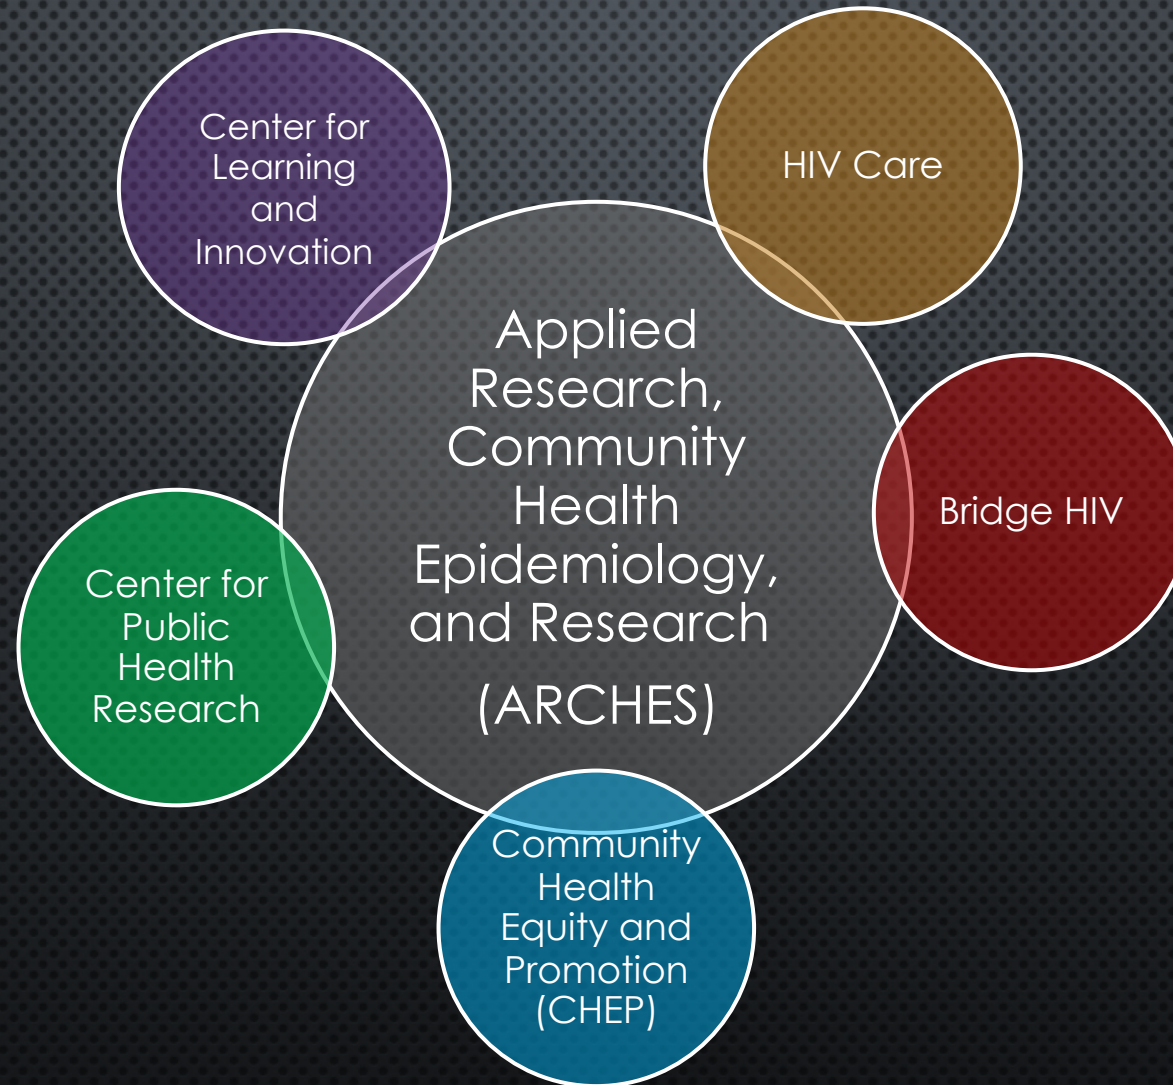 Center for
Learning
and
Innovation
HIV Care
Applied
Research,
Community
Health
Epidemiology,
and Research
(ARCHES)
Bridge HIV
Center for
Public
Health
Research
Community
Health
Equity and
Promotion
(CHEP)